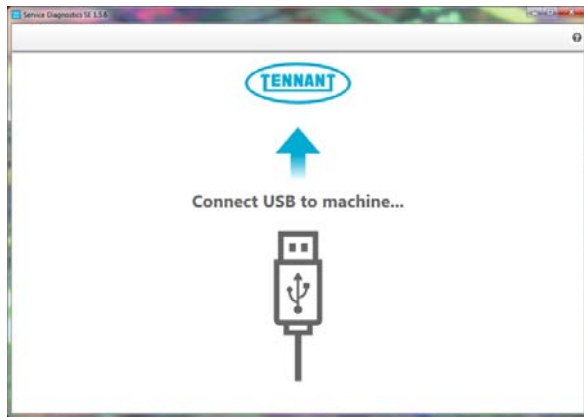 Service Diagnostics SE 1.5.6
TENNANT
Connect USB to machine...